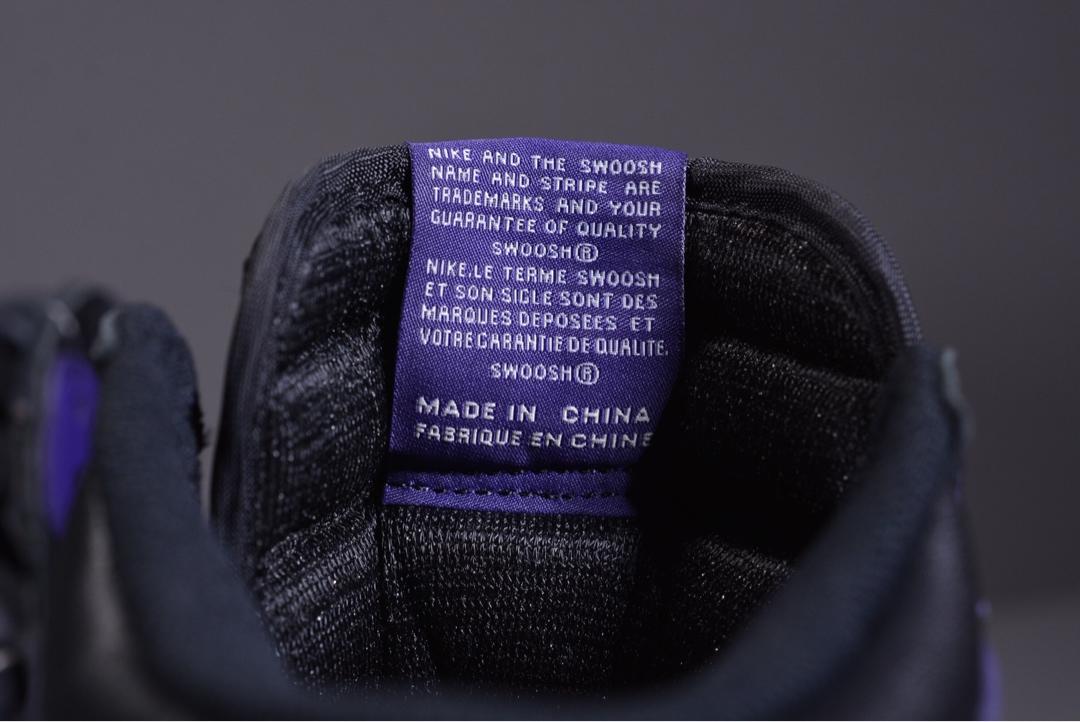 NIKE AND THE SWOOSH
NAME AND STRIPE ARE
TRADEMARKS AND YOUR
GUARANTEE OF QUALITY
SWOOSH®
NIKE.LE TERME SWOOSH
ET SON SIGLE SONT DES
MARQUES DEPOSEES ET
VOTRE GARANTIE DE QUALITE.
SWOOSH®
MADE IN CHINA
FABRIQUE EN CHINE